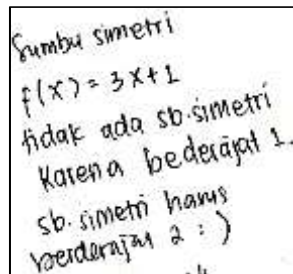 Sumbu simetri
f(x) = 3x+1
tidak ada sb.simetri
Karena bederajat 1.
sb. simetri harus
berderajat 2 : )